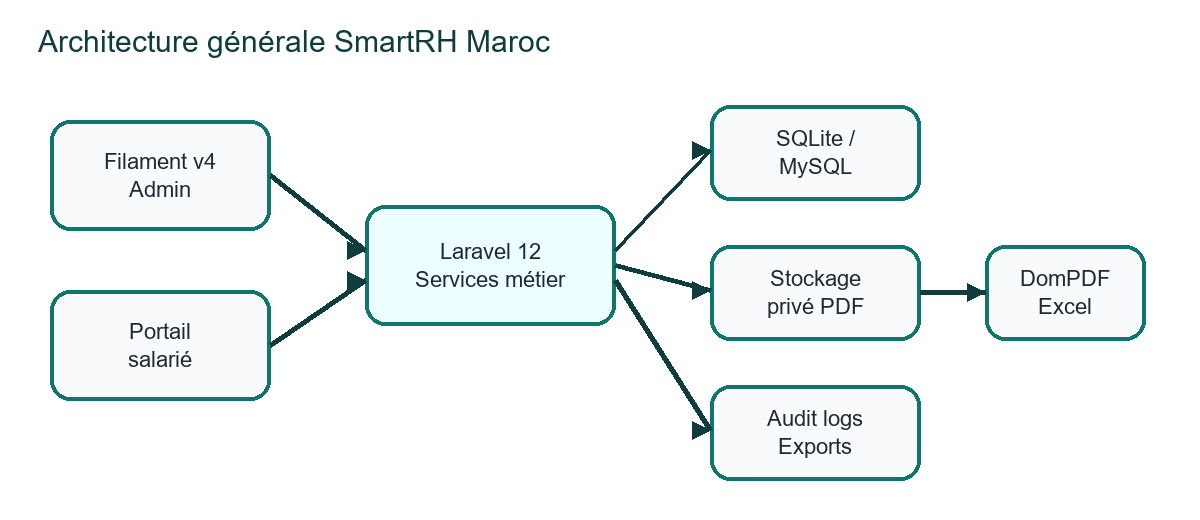 Architecture générale SmartRH Maroc
Filament v4
Admin
Portail
salarié
Laravel 12
Services métier
SQLite /
MySQL
Stockage
privé PDF
DomPDF
Excel
Audit logs
Exports